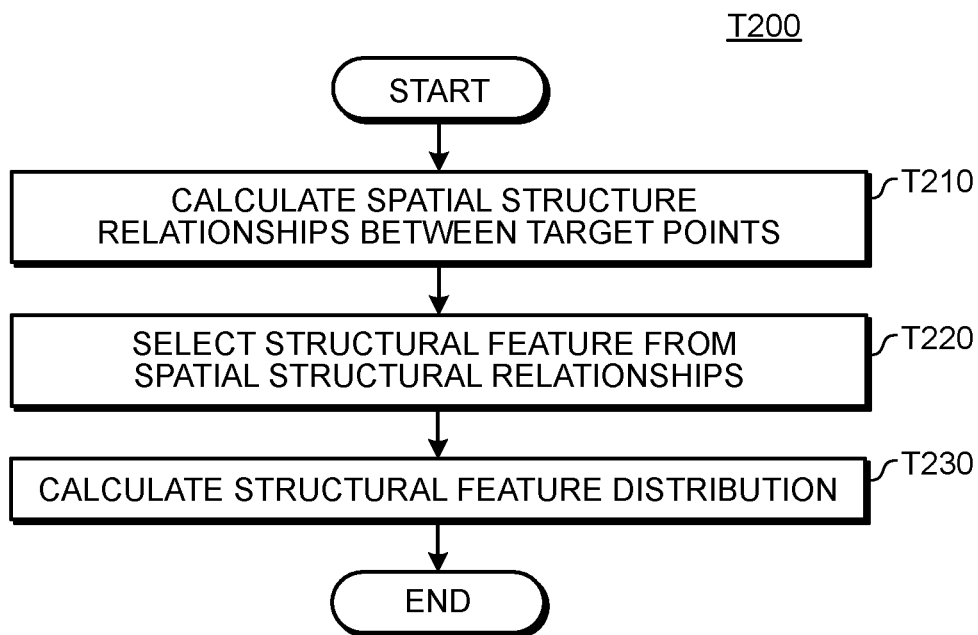 T200
START
CALCULATE SPATIAL STRUCTURE
RELATIONSHIPS BETWEEN TARGET POINTS
T210
SELECT STRUCTURAL FEATURE FROM
SPATIAL STRUCTURAL RELATIONSHIPS
T220
CALCULATE STRUCTURAL FEATURE DISTRIBUTION
T230
END